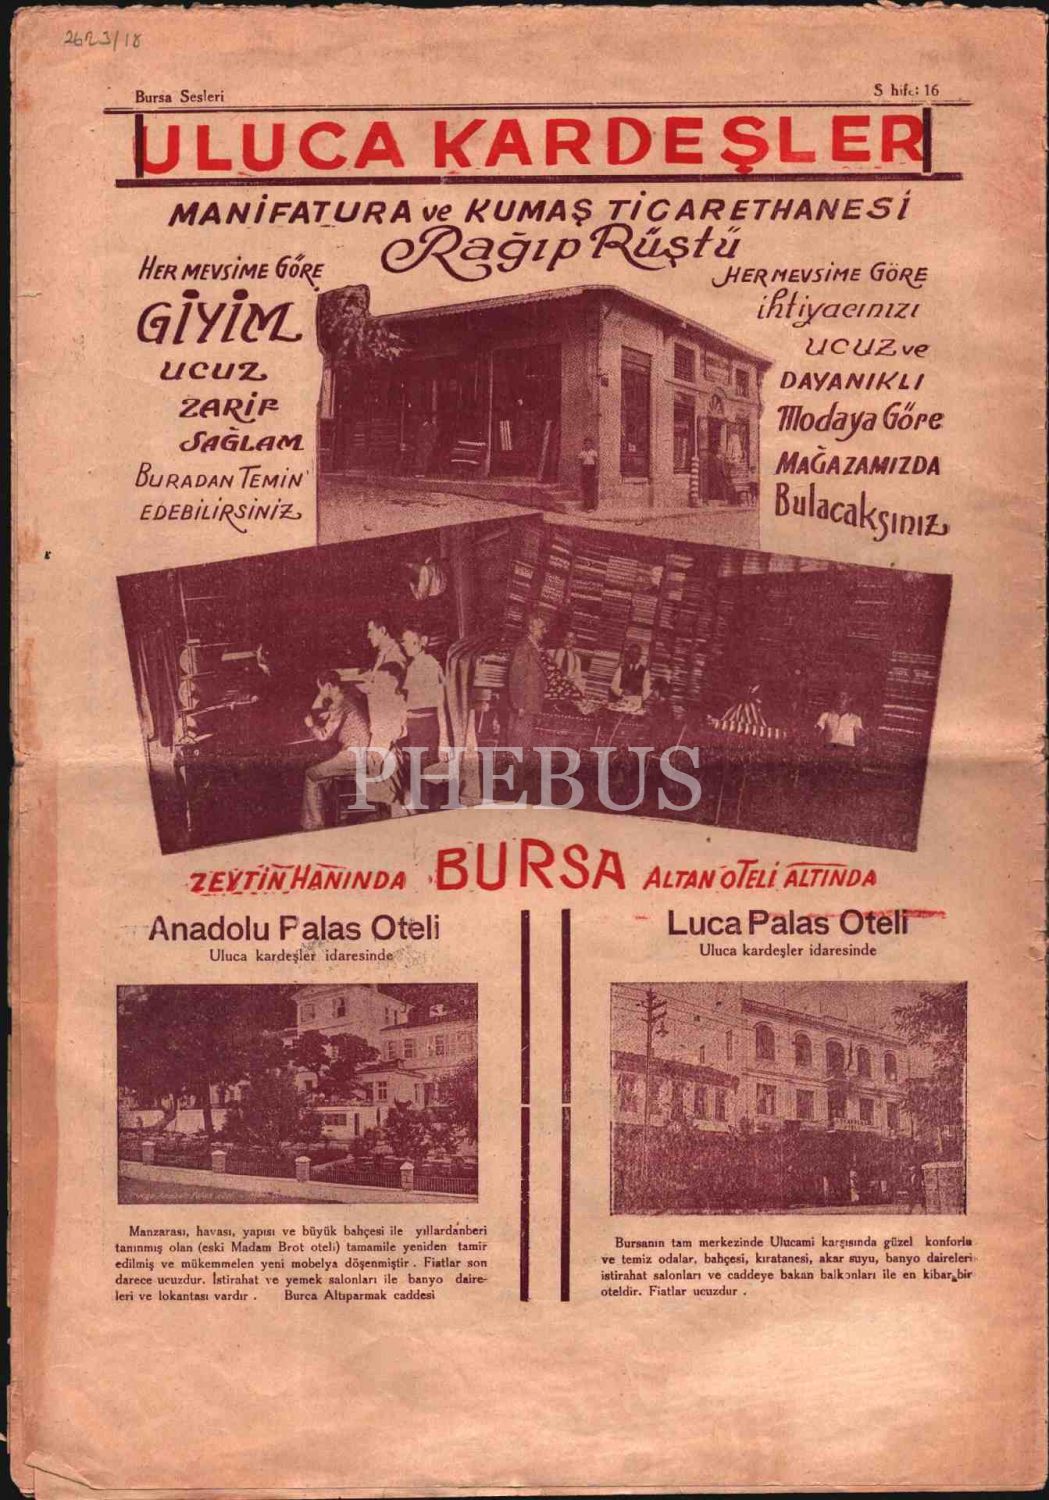 2623/18
Bursa Sesleri
S hife: 16
ULUCA KARDEŞLER
MANİFATURA ve KUMAŞ TİCARETHANESİ
Rağıp Rüştü
HER MEVSİME GÖRE
GİYİM
UCUZ
ZARİF
SAĞLAM
BURADAN TEMİN
EDEBİLİRSİNİZ
HER MEVSİME GÖRE
ihtiyacınızı
UCUZ ve
DAYANIKLI
Modaya Göre
MAĞAZAMIZDA
Bulacaksınız
PHEBUS
ZEYTİN HANINDA BURSA ALTAN OTELİ ALTINDA
Anadolu Palas Oteli
Uluca kardeşler idaresinde
Manzarası, havası, yapısı ve büyük bahçesi ile yıllardanberi
tanınmış olan (eski Madam Brot oteli) tamamile yeniden tamir
edilmiş ve mükemmelen yeni mobelya döşenmiştir. Fiatlar son
darece ucuzdur. İstirahat ve yemek salonları ile banyo daire-
leri ve lokantası vardır. Burca Altıparmak caddesi
Luca Palas Oteli
Uluca kardeşler idaresinde
Bursanın tam merkezinde Ulucami karşısında güzel konforlu
ve temiz odalar, bahçesi, kıratanesi, akar suyu, banyo daireleri
istirahat salonları ve caddeye bakan balkonları ile en kibar bir
oteldir. Fiatlar ucuzdur.